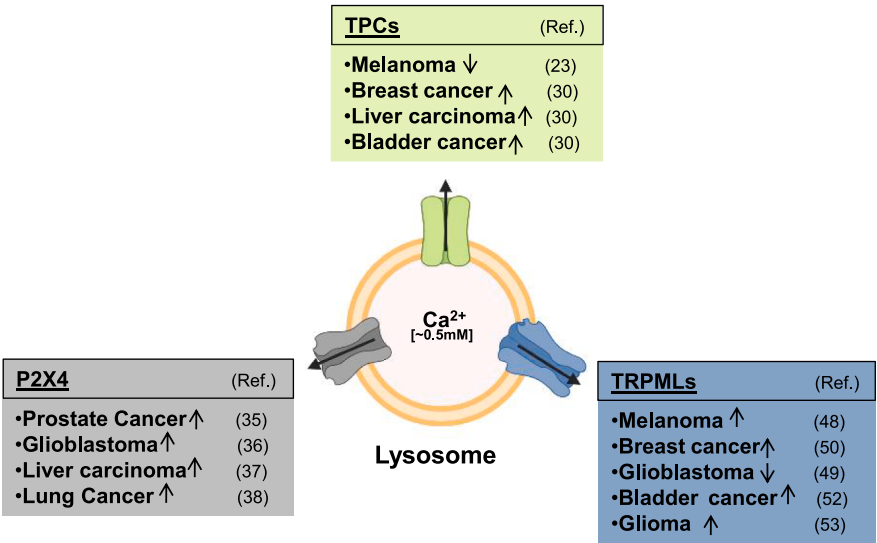 TPCs (Ref.)
•Melanoma ↓ (23)
•Breast cancer ↑ (30)
•Liver carcinoma ↑ (30)
•Bladder cancer ↑ (30)
Ca²⁺
[~0.5mM]
Lysosome
P2X4 (Ref.)
•Prostate Cancer ↑ (35)
•Glioblastoma ↑ (36)
•Liver carcinoma ↑ (37)
•Lung Cancer ↑ (38)
TRPMLs (Ref.)
•Melanoma ↑ (48)
•Breast cancer ↑ (50)
•Glioblastoma ↓ (49)
•Bladder cancer ↑ (52)
•Glioma ↑ (53)